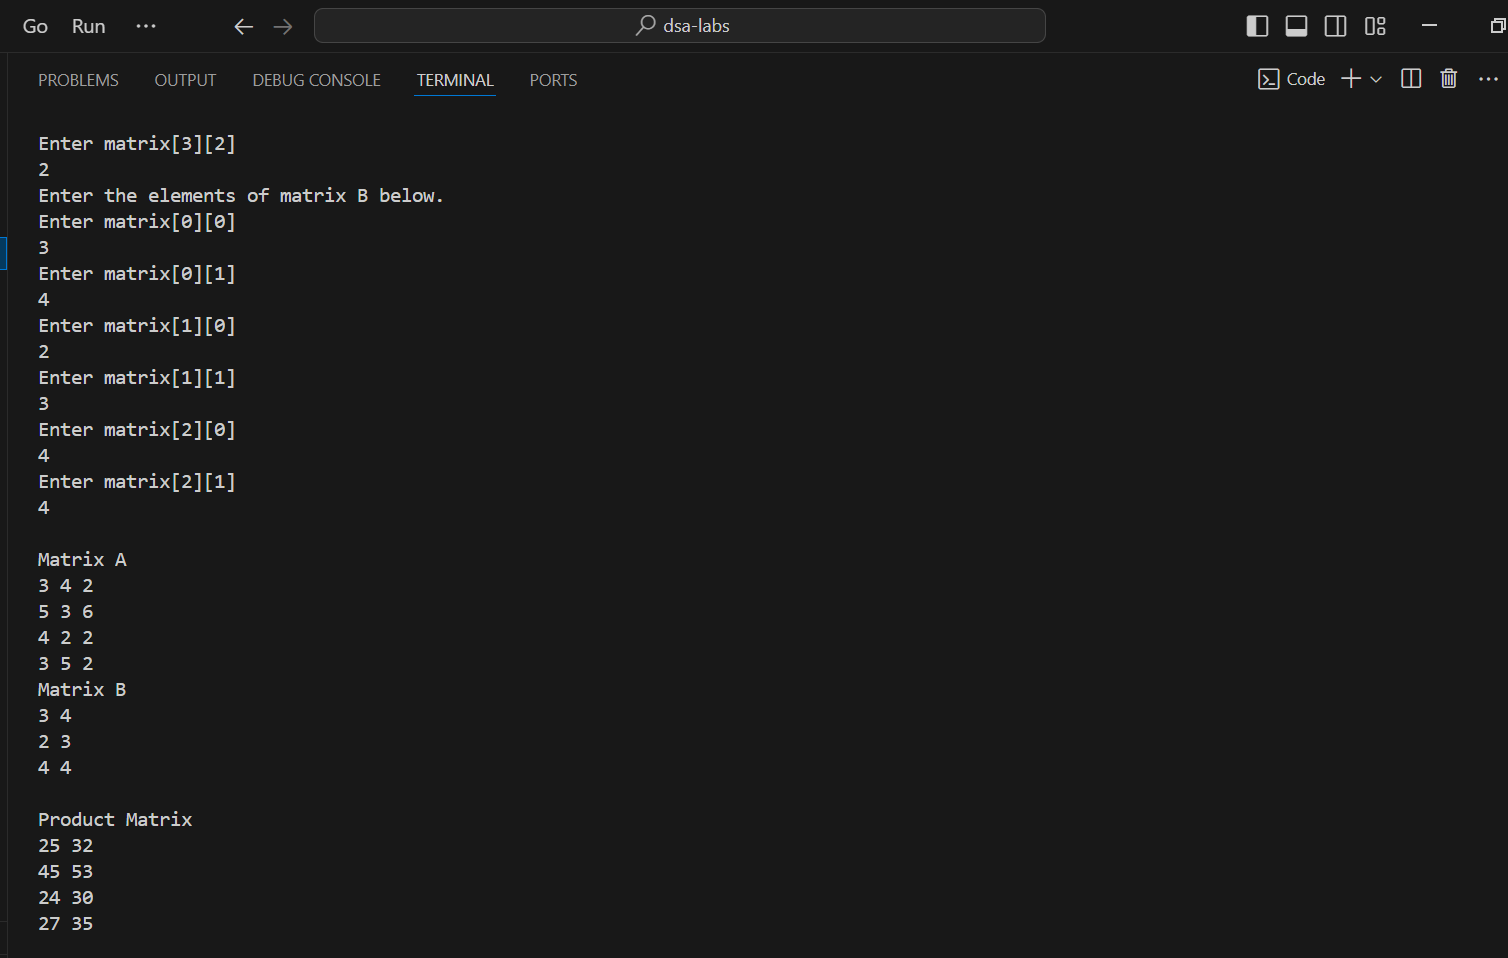 Go Run ··· ← → dsa-labs
PROBLEMS OUTPUT DEBUG CONSOLE TERMINAL PORTS Code
Enter matrix[3][2]
2
Enter the elements of matrix B below.
Enter matrix[0][0]
3
Enter matrix[0][1]
4
Enter matrix[1][0]
2
Enter matrix[1][1]
3
Enter matrix[2][0]
4
Enter matrix[2][1]
4
Matrix A
3 4 2
5 3 6
4 2 2
3 5 2
Matrix B
3 4
2 3
4 4
Product Matrix
25 32
45 53
24 30
27 35